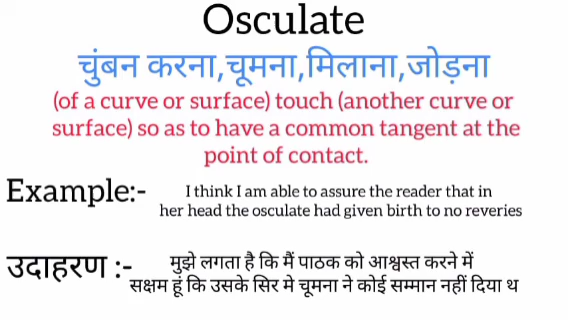 Osculate
चुंबन करना,चूमना,मिलाना,जोड़ना
(of a curve or surface) touch (another curve or
surface) so as to have a common tangent at the
point of contact.
Example:- I think I am able to assure the reader that in
her head the osculate had given birth to no reveries
उदाहरण :- मुझे लगता है कि मैं पाठक को आश्वस्त करने में
सक्षम हूं कि उसके सिर मे चूमना ने कोई सम्मान नहीं दिया थ